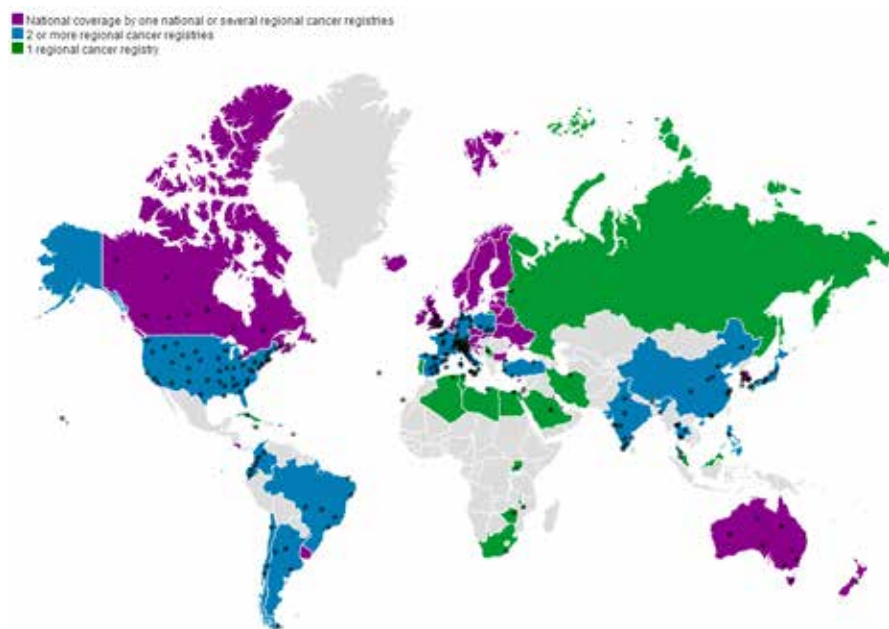 National coverage by one national or several regional cancer registries
2 or more regional cancer registries
1 regional cancer registry